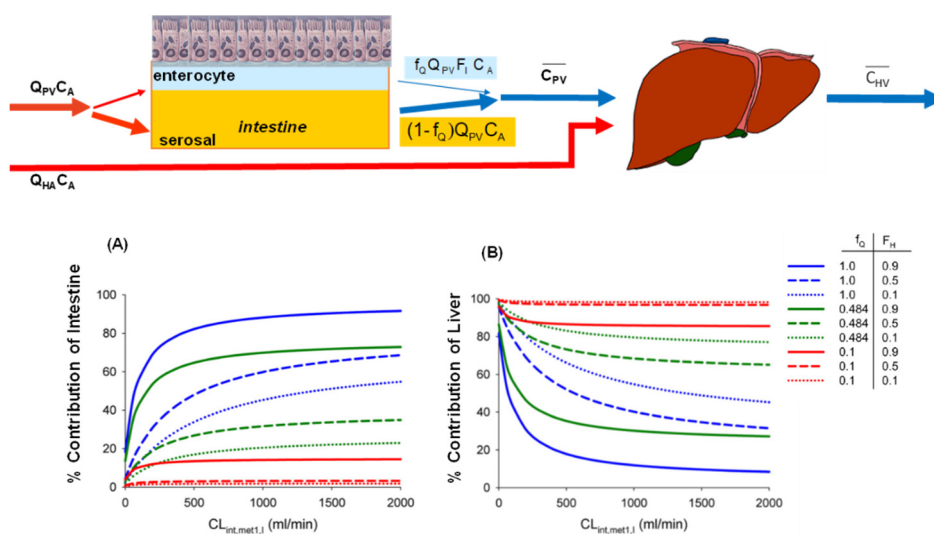 Q_PV C_A
enterocyte
intestine
serosal
f_Q Q_PV F_I C_A
(1-f_Q)Q_PV C_A
C_PV
C_HV
Q_HA C_A
(A)
% Contribution of Intestine
100
80
60
40
20
0
0 500 1000 1500 2000
CL_int,met1,I (ml/min)
(B)
% Contribution of Liver
100
80
60
40
20
0
0 500 1000 1500 2000
CL_int,met1,I (ml/min)
f_Q F_H
1.0 0.9
1.0 0.5
1.0 0.1
0.484 0.9
0.484 0.5
0.484 0.1
0.1 0.9
0.1 0.5
0.1 0.1